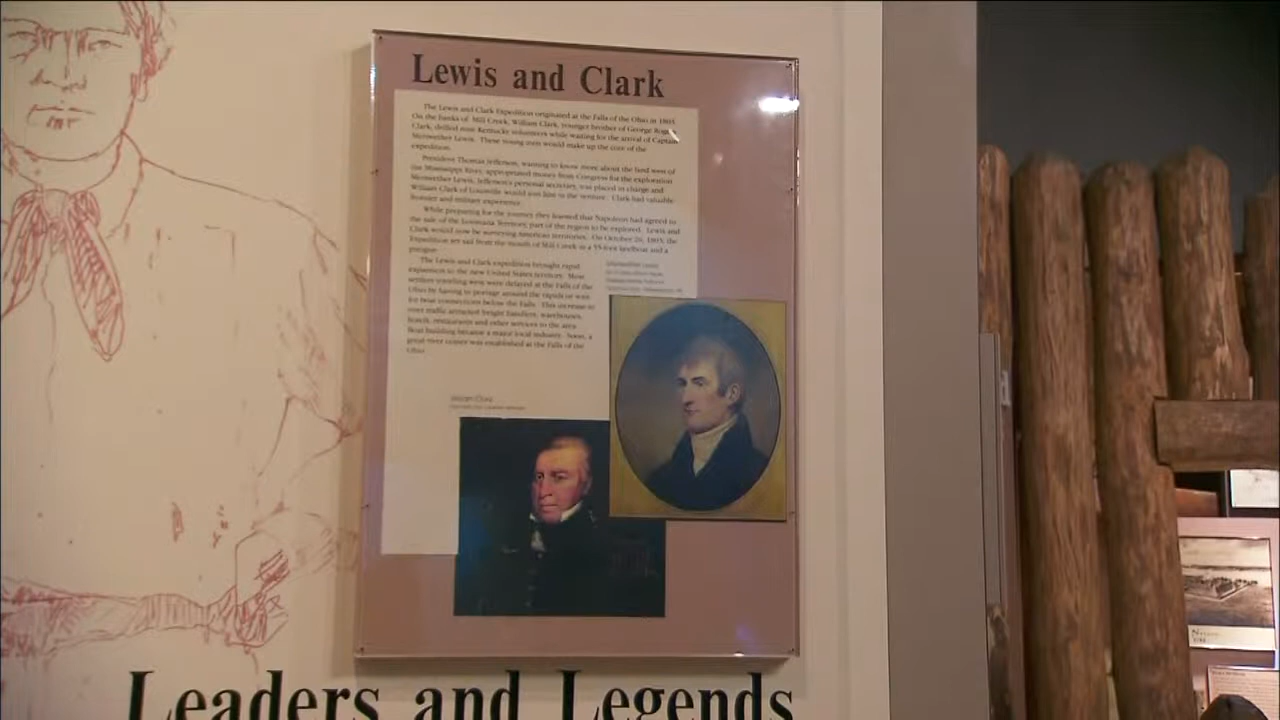 Lewis and Clark
The Lewis and Clark Expedition originated at the Falls of the Ohio in 1803.
On the banks of Mill Creek, William Clark, younger brother of George Rogers
Clark, drilled nine Kentucky volunteers while waiting for the arrival of Captain
Meriwether Lewis. These young men would make up the core of the
expedition.
President Thomas Jefferson, wanting to know more about the land west of
the Mississippi River, appropriated money from Congress for the exploration
Meriwether Lewis, Jefferson's personal secretary, was placed in charge and
William Clark of Louisville would join him in the venture. Clark had valuable
frontier and military experience.
While preparing for the journey they learned that Napoleon had agreed to
the sale of the Louisiana Territory, part of the region to be explored. Lewis and
Clark would now be surveying American territories. On October 26, 1803, the
Expedition set sail from the mouth of Mill Creek in a 55-foot keelboat and a
pirogue.
The Lewis and Clark expedition brought rapid
expansion to the new United States territory. Most
settlers traveling west were delayed at the Falls of the
Ohio by having to portage around the rapids or wait
for boat connections below the Falls. This increase in
river traffic attracted freight handlers, warehouses,
hotels, restaurants and other services to the area.
Boat building became a major local industry. Soon, a
great river center was established at the Falls of the
Ohio.
Meriwether Lewis
William Clark
Leaders and Legends